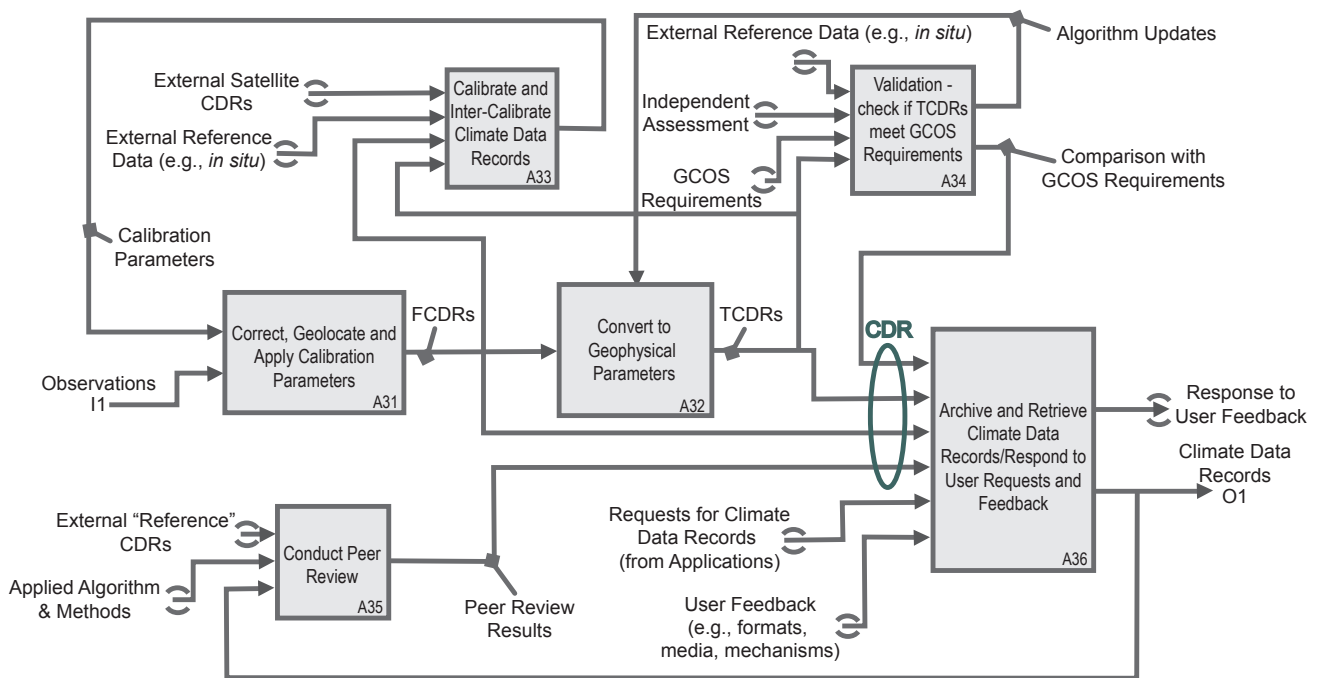 External Reference Data (e.g., in situ)
Algorithm Updates
External Satellite
CDRs
Calibrate and
Inter-Calibrate
Climate Data
Records
A33
External Reference
Data (e.g., in situ)
Independent
Assessment
GCOS
Requirements
Validation -
check if TCDRs
meet GCOS
Requirements
A34
Comparison with
GCOS Requirements
Calibration
Parameters
Correct, Geolocate and
Apply Calibration
Parameters
A31
FCDRs
Convert to
Geophysical
Parameters
A32
TCDRs
CDR
Observations
I1
Archive and Retrieve
Climate Data
Records/Respond to
User Requests and
Feedback
A36
Response to
User Feedback
Climate Data
Records
O1
External “Reference”
CDRs
Applied Algorithm
& Methods
Conduct Peer
Review
A35
Peer Review
Results
Requests for Climate
Data Records
(from Applications)
User Feedback
(e.g., formats,
media, mechanisms)